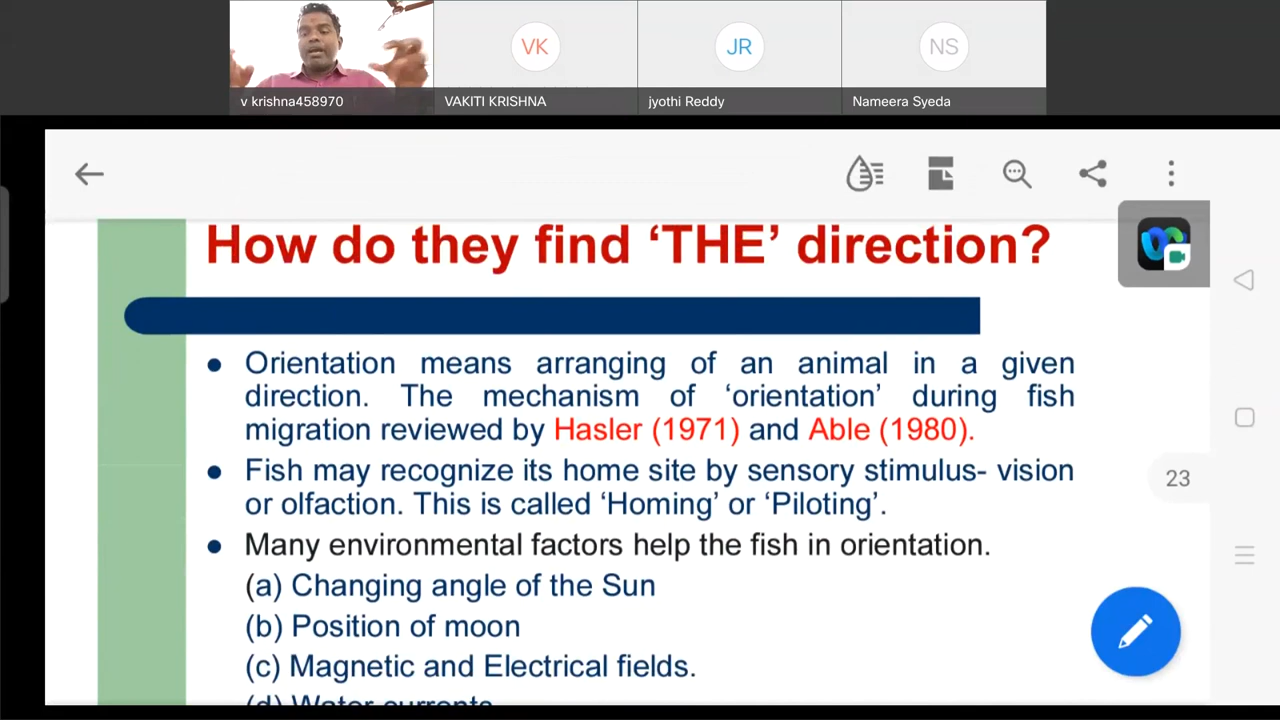 VK
JR
NS
v krishna458970
VAKITI KRISHNA
jyothi Reddy
Nameera Syeda
How do they find ‘THE’ direction?
● Orientation means arranging of an animal in a given
direction. The mechanism of ‘orientation’ during fish
migration reviewed by Hasler (1971) and Able (1980).
● Fish may recognize its home site by sensory stimulus- vision
or olfaction. This is called ‘Homing’ or ‘Piloting’.
● Many environmental factors help the fish in orientation.
(a) Changing angle of the Sun
(b) Position of moon
(c) Magnetic and Electrical fields.
(d) Water currents
23